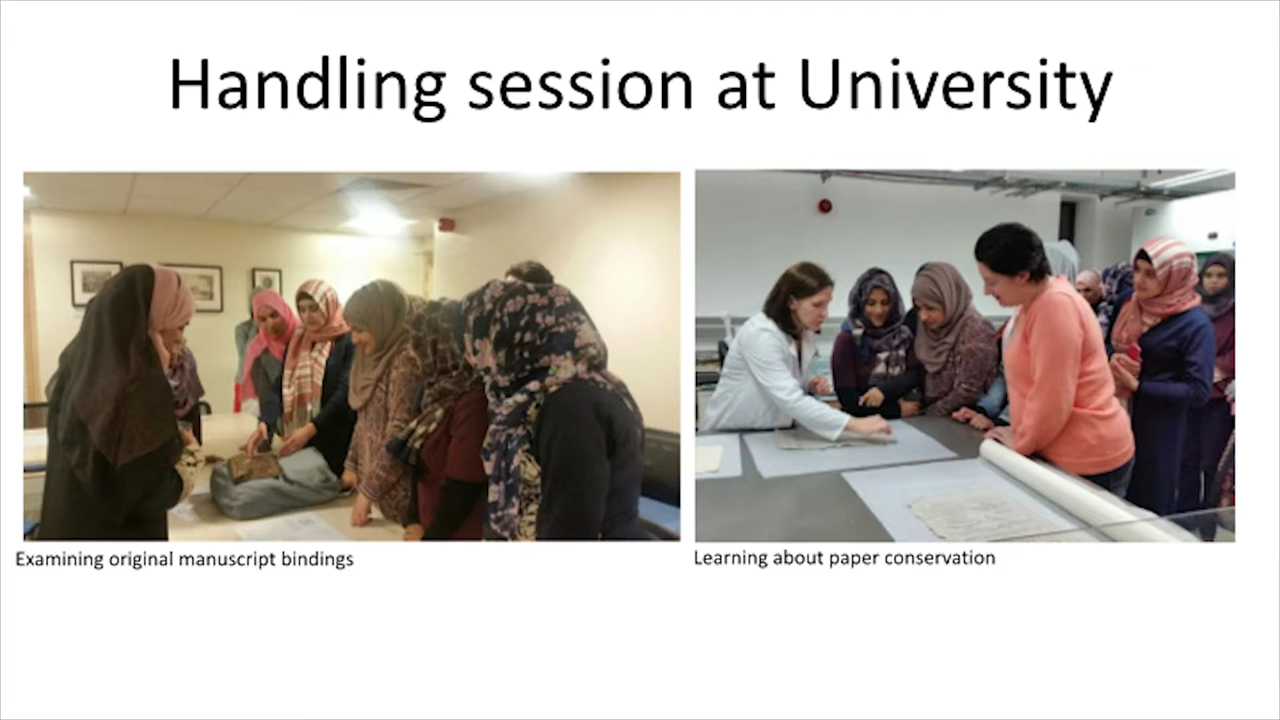 Handling session at University
Examining original manuscript bindings
Learning about paper conservation